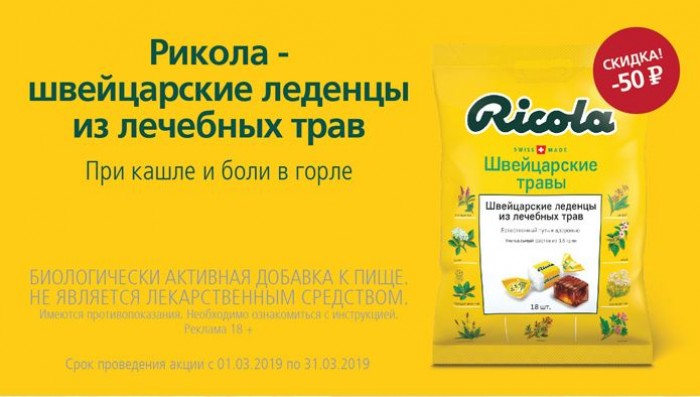 Рикола -
швейцарские леденцы
из лечебных трав
При кашле и боли в горле
БИОЛОГИЧЕСКИ АКТИВНАЯ ДОБАВКА К ПИЩЕ.
НЕ ЯВЛЯЕТСЯ ЛЕКАРСТВЕННЫМ СРЕДСТВОМ.
Имеются противопоказания. Необходимо ознакомиться с инструкцией.
Реклама 18 +
Срок проведения акции с 01.03.2019 по 31.03.2019
СКИДКА!
-50 ₽
Ricola
SWISS MADE
Швейцарские
травы
Швейцарские леденцы
из лечебных трав
Ricola
18 шт.